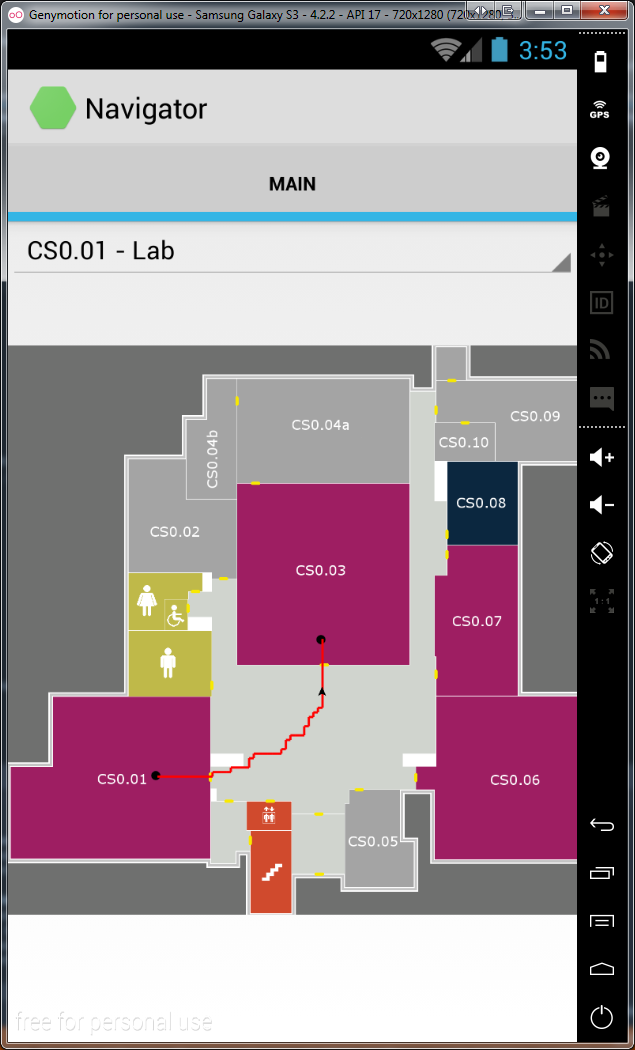 Genymotion for personal use - Samsung Galaxy S3 - 4.2.2 - API 17 - 720x1280
3:53
GPS
Navigator
MAIN
CS0.01 - Lab
ID
CS0.09
CS0.04a
CS0.10
CS0.04b
CS0.08
CS0.02
CS0.03
1:1
CS0.07
CS0.01
CS0.06
CS0.05
free for personal use